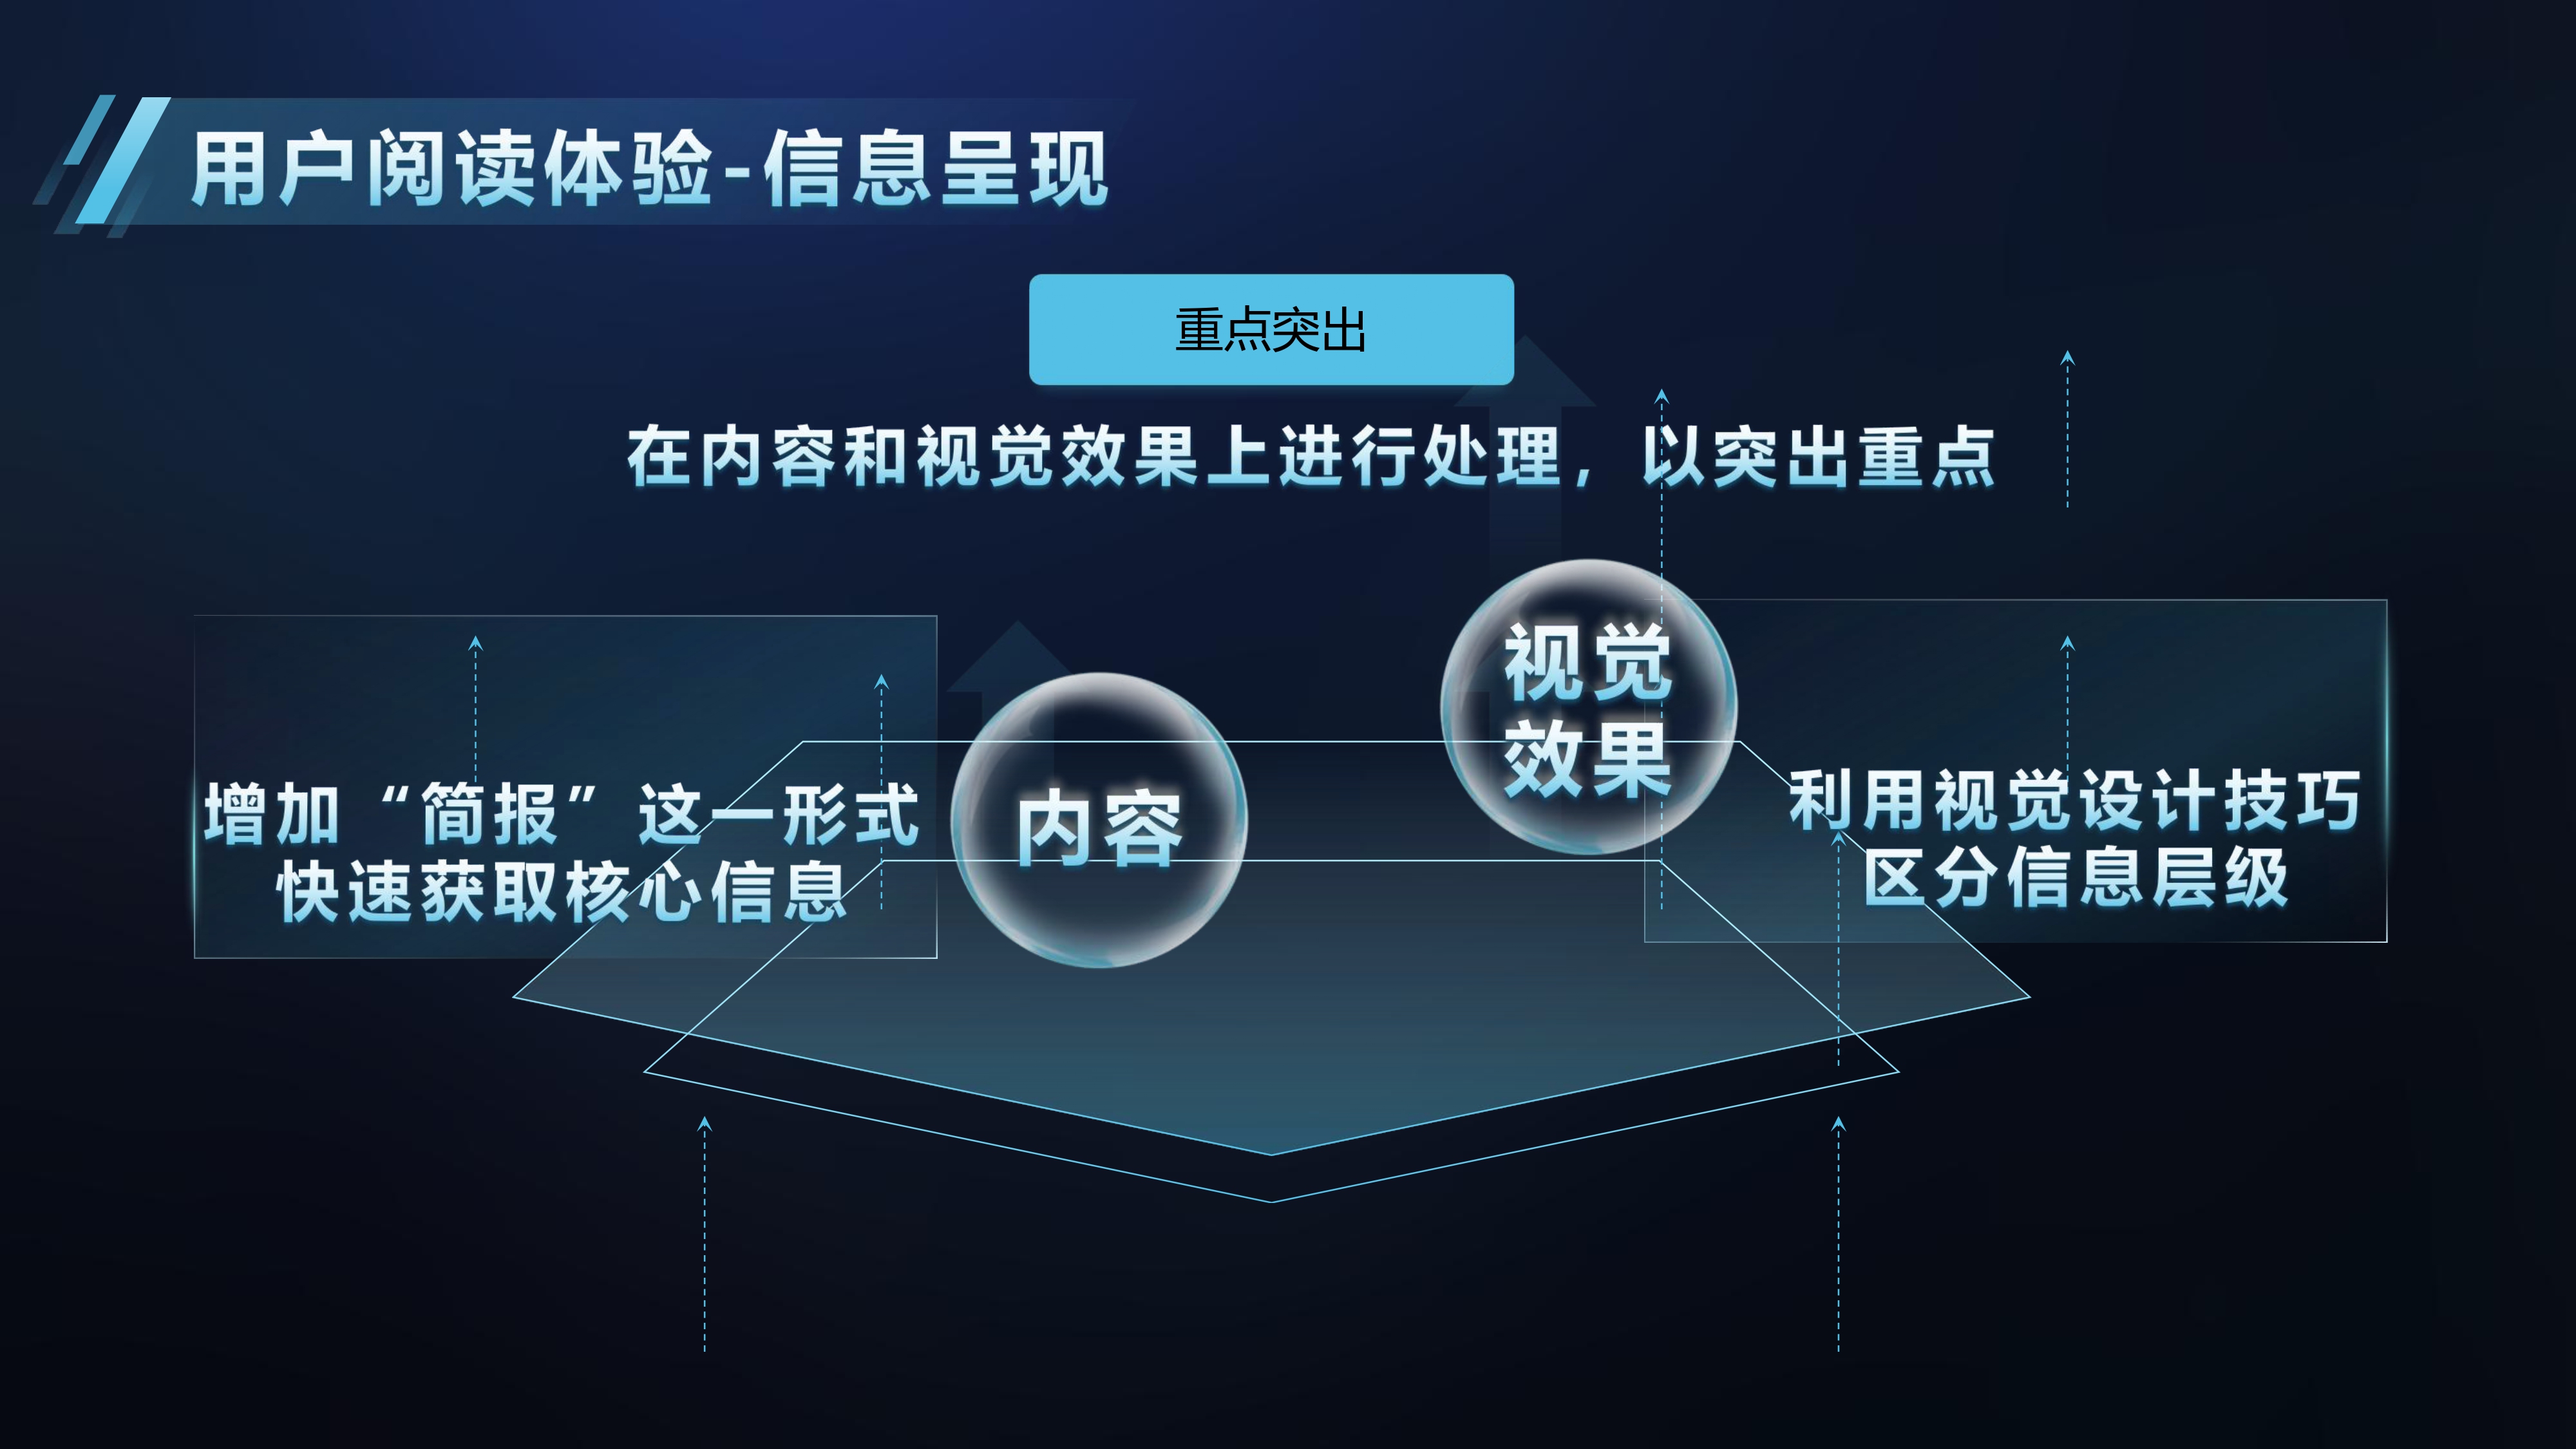 用户阅读体验-信息呈现
重点突出
在内容和视觉效果上进行处理，以突出重点
增加“简报”这一形式
快速获取核心信息
内容
视觉
效果
利用视觉设计技巧
区分信息层级